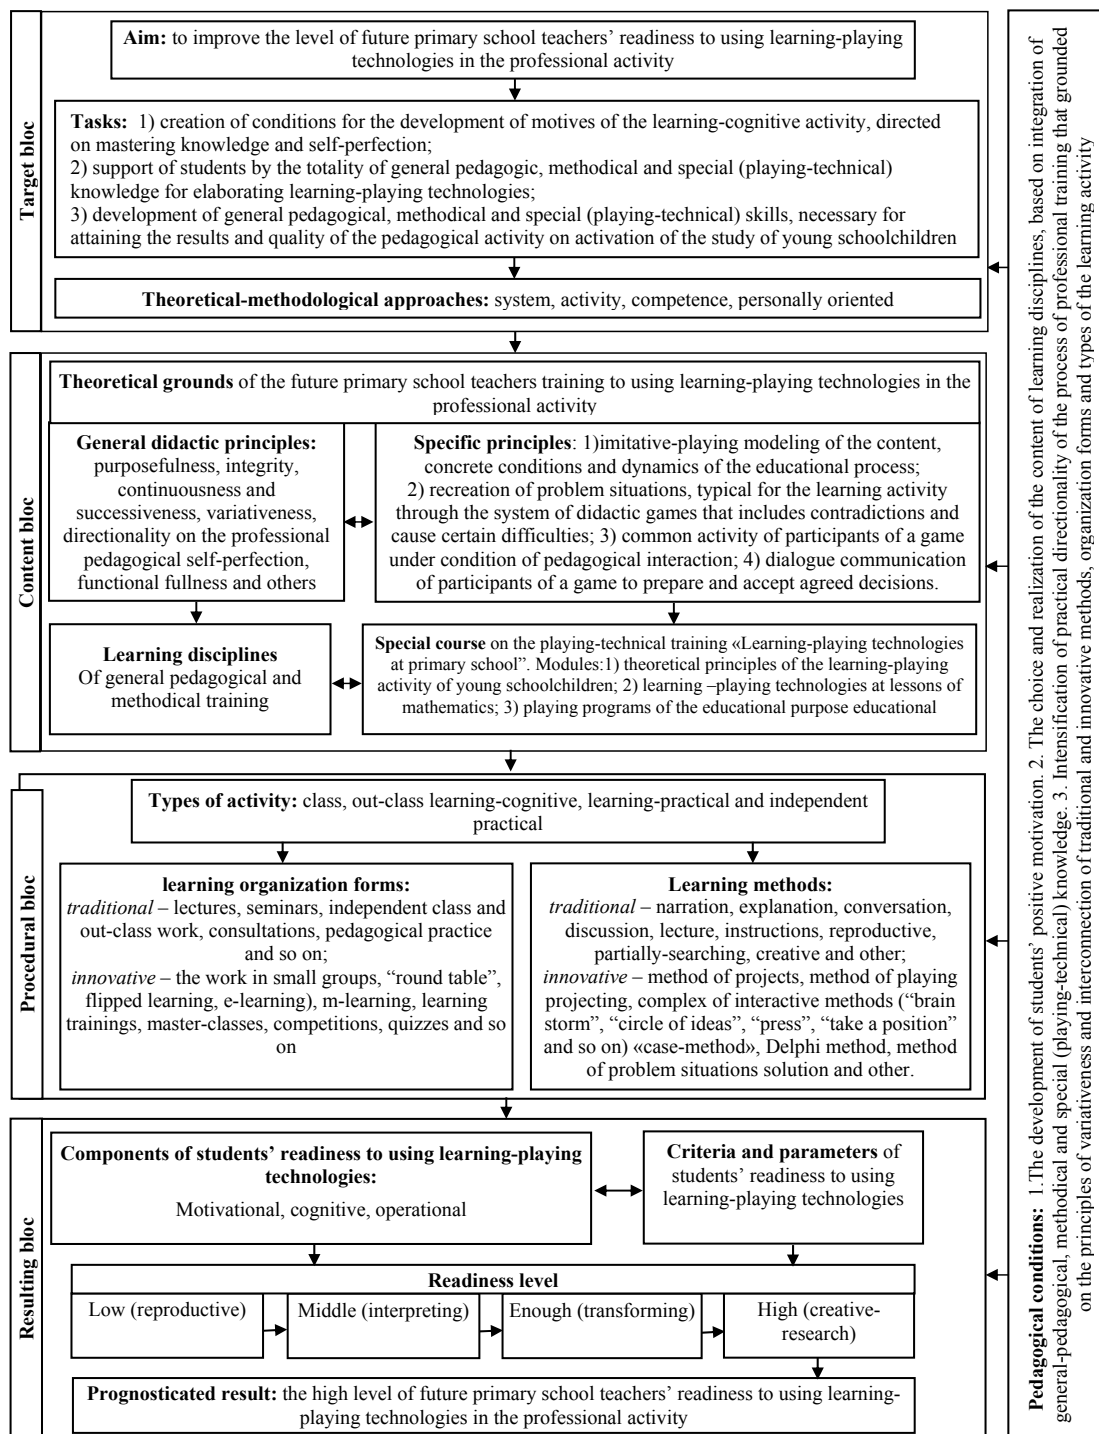 Target bloc
Aim: to improve the level of future primary school teachers’ readiness to using learning-playing
technologies in the professional activity
Tasks: 1) creation of conditions for the development of motives of the learning-cognitive activity, directed
on mastering knowledge and self-perfection;
2) support of students by the totality of general pedagogic, methodical and special (playing-technical)
knowledge for elaborating learning-playing technologies;
3) development of general pedagogical, methodical and special (playing-technical) skills, necessary for
attaining the results and quality of the pedagogical activity on activation of the study of young schoolchildren
Theoretical-methodological approaches: system, activity, competence, personally oriented
Content bloc
Theoretical grounds of the future primary school teachers training to using learning-playing technologies in the
professional activity
General didactic principles:
purposefulness, integrity,
continuousness and
successiveness, variativeness,
directionality on the professional
pedagogical self-perfection,
functional fullness and others
Specific principles: 1)imitative-playing modeling of the content,
concrete conditions and dynamics of the educational process;
2) recreation of problem situations, typical for the learning activity
through the system of didactic games that includes contradictions and
cause certain difficulties; 3) common activity of participants of a game
under condition of pedagogical interaction; 4) dialogue communication
of participants of a game to prepare and accept agreed decisions.
Learning disciplines
Of general pedagogical and
methodical training
Special course on the playing-technical training «Learning-playing technologies
at primary school”. Modules:1) theoretical principles of the learning-playing
activity of young schoolchildren; 2) learning –playing technologies at lessons of
mathematics; 3) playing programs of the educational purpose educational
Procedural bloc
Types of activity: class, out-class learning-cognitive, learning-practical and independent
practical
learning organization forms:
traditional – lectures, seminars, independent class and
out-class work, consultations, pedagogical practice
and so on;
innovative – the work in small groups, “round table”,
flipped learning, e-learning), m-learning, learning
trainings, master-classes, competitions, quizzes and so
on
Learning methods:
traditional – narration, explanation, conversation,
discussion, lecture, instructions, reproductive,
partially-searching, creative and other;
innovative – method of projects, method of playing
projecting, complex of interactive methods (“brain
storm”, “circle of ideas”, “press”, “take a position”
and so on) «case-method», Delphi method, method
of problem situations solution and other.
Resulting bloc
Components of students’ readiness to using learning-playing
technologies:
Motivational, cognitive, operational
Criteria and parameters of
students’ readiness to using
learning-playing technologies
Readiness level
Low (reproductive)
Middle (interpreting)
Enough (transforming)
High (creative-
research)
Prognosticated result: the high level of future primary school teachers’ readiness to using learning-
playing technologies in the professional activity
Pedagogical conditions: 1.The development of students’ positive motivation. 2. The choice and realization of the content of learning disciplines, based on integration of
general-pedagogical, methodical and special (playing-technical) knowledge. 3. Intensification of practical directionality of the process of professional training that grounded
on the principles of variativeness and interconnection of traditional and innovative methods, organization forms and types of the learning activity